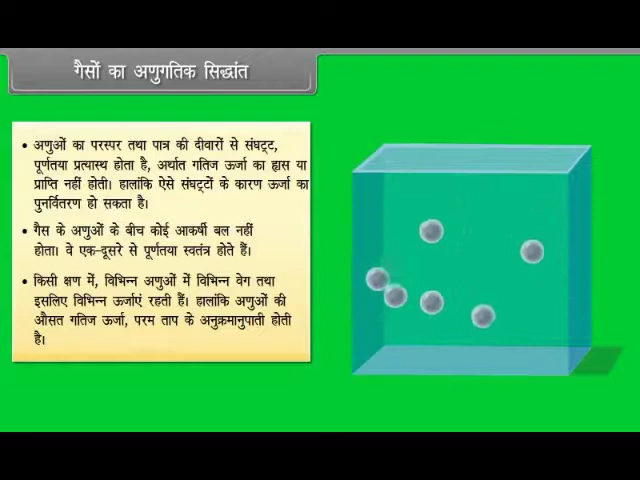 गैसों का अणुगतिक सिद्धांत
• अणुओं का परस्पर तथा पात्र की दीवारों से संघट्ट,
पूर्णतया प्रत्यास्थ होता है, अर्थात गतिज ऊर्जा का ह्रास या
प्राप्ति नहीं होती। हालांकि ऐसे संघट्टों के कारण ऊर्जा का
पुनर्वितरण हो सकता है।
• गैस के अणुओं के बीच कोई आकर्षी बल नहीं
होता। वे एक-दूसरे से पूर्णतया स्वतंत्र होते हैं।
• किसी क्षण में, विभिन्न अणुओं में विभिन्न वेग तथा
इसलिए विभिन्न ऊर्जाएं रहती हैं। हालांकि अणुओं की
औसत गतिज ऊर्जा, परम ताप के अनुक्रमानुपाती होती
है।